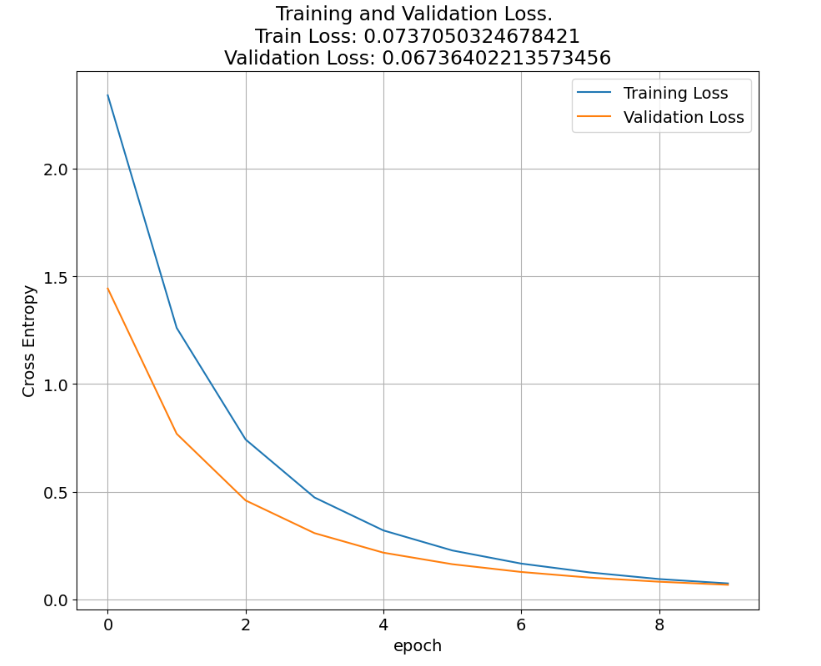 Training and Validation Loss.
Train Loss: 0.0737050324678421
Validation Loss: 0.06736402213573456
Training Loss
Validation Loss
2.0
1.5
1.0
0.5
0.0
Cross Entropy
0 2 4 6 8
epoch